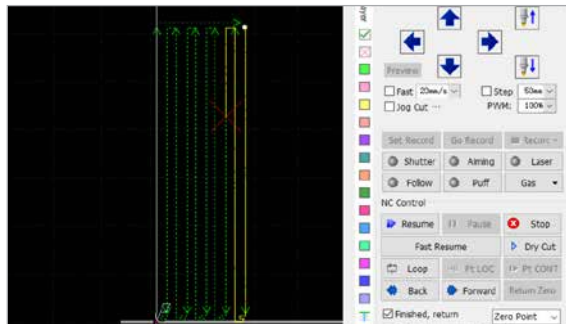 ayer
Preview
Fast 20mm/s
Step 50mm
Jog Cut ...
PWM: 100%
Set Record
Go Record
Shutter
Aiming
Laser
Follow
Puff
Gas
NC Control
Resume
Pause
Stop
Fast Resume
Dry Cut
Loop
Pt LOC
Pt CONT
Back
Forward
Return Zero
Finished, return
Zero Point